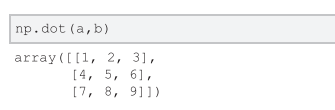 np.dot(a,b)
array([[1, 2, 3],
       [4, 5, 6],
       [7, 8, 9]])